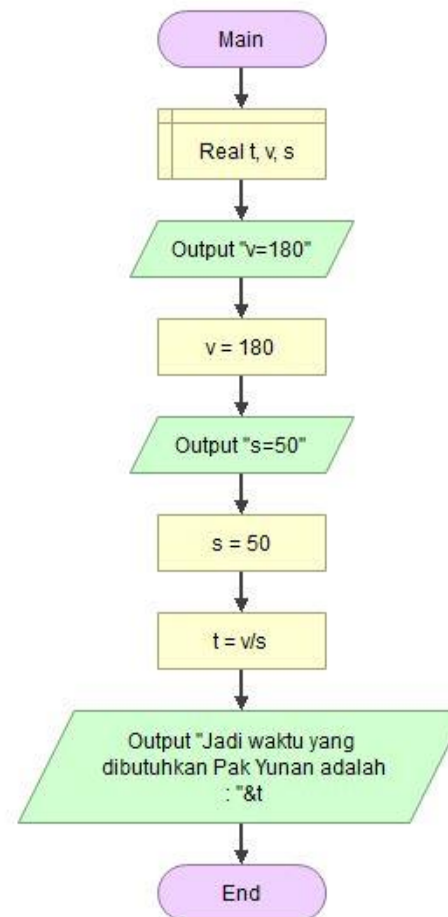 Main
Real t, v, s
Output "v=180"
v = 180
Output "s=50"
s = 50
t = v/s
Output "Jadi waktu yang
dibutuhkan Pak Yunan adalah
: "&t
End